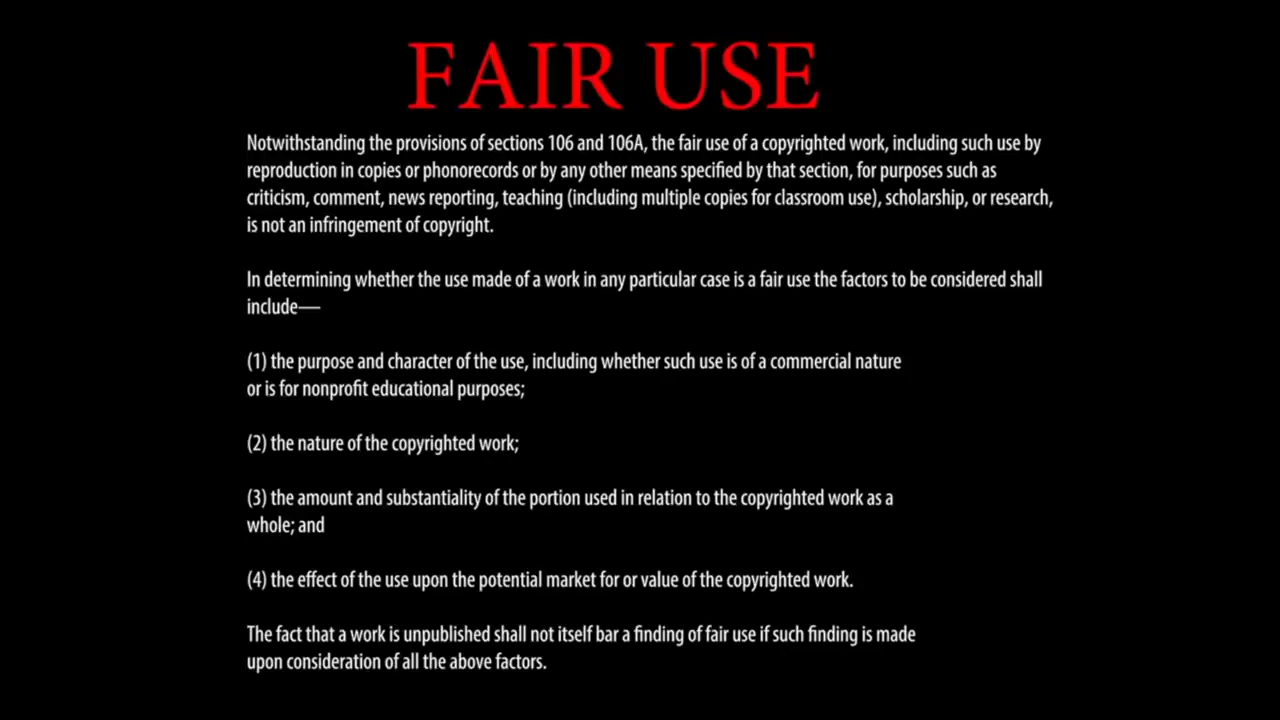 FAIR USE
Notwithstanding the provisions of sections 106 and 106A, the fair use of a copyrighted work, including such use by
reproduction in copies or phonorecords or by any other means specified by that section, for purposes such as
criticism, comment, news reporting, teaching (including multiple copies for classroom use), scholarship, or research,
is not an infringement of copyright.
In determining whether the use made of a work in any particular case is a fair use the factors to be considered shall
include—
(1) the purpose and character of the use, including whether such use is of a commercial nature
or is for nonprofit educational purposes;
(2) the nature of the copyrighted work;
(3) the amount and substantiality of the portion used in relation to the copyrighted work as a
whole; and
(4) the effect of the use upon the potential market for or value of the copyrighted work.
The fact that a work is unpublished shall not itself bar a finding of fair use if such finding is made
upon consideration of all the above factors.